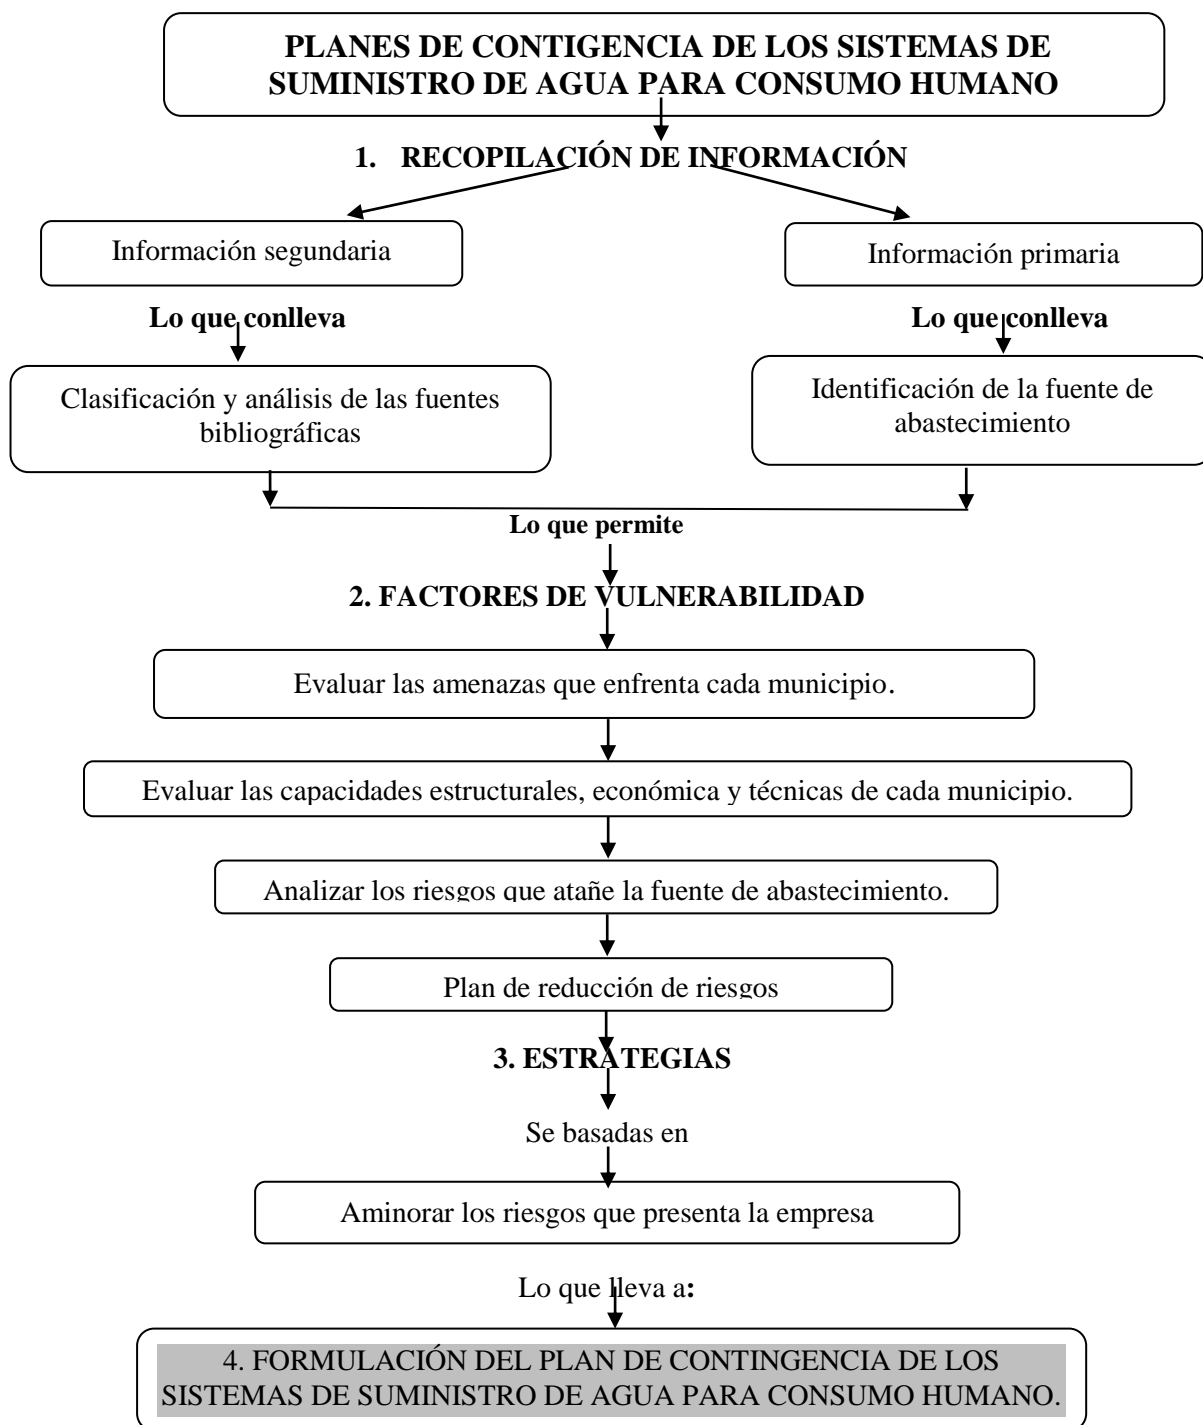 PLANES DE CONTIGENCIA DE LOS SISTEMAS DE
SUMINISTRO DE AGUA PARA CONSUMO HUMANO
1. RECOPILACIÓN DE INFORMACIÓN
Información segundaria
Información primaria
Lo que conlleva
Lo que conlleva
Clasificación y análisis de las fuentes
bibliográficas
Identificación de la fuente de
abastecimiento
Lo que permite
2. FACTORES DE VULNERABILIDAD
Evaluar las amenazas que enfrenta cada municipio.
Evaluar las capacidades estructurales, económica y técnicas de cada municipio.
Analizar los riesgos que atañe la fuente de abastecimiento.
Plan de reducción de riesgos
3. ESTRATEGIAS
Se basadas en
Aminorar los riesgos que presenta la empresa
Lo que lleva a:
4. FORMULACIÓN DEL PLAN DE CONTINGENCIA DE LOS
SISTEMAS DE SUMINISTRO DE AGUA PARA CONSUMO HUMANO.